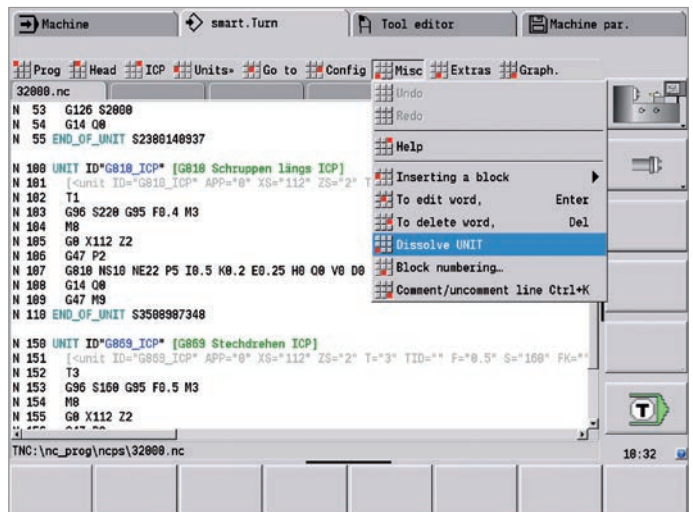 Machine smart.Turn Tool editor Machine par.
Prog Head ICP Units» Go to Config Misc Extras Graph.
32000.nc
N 53 G126 S2000
N 54 G14 Q0
N 55 END_OF_UNIT $2300140937
N 100 UNIT ID"G810_ICP" [G810 Schruppen längs ICP]
N 101 [<unit ID="G810_ICP" APP="0" XS="112" ZS="2" T
N 102 T1
N 103 G96 S220 G95 F0.4 M3
N 104 M8
N 105 G0 X112 Z2
N 106 G47 P2
N 107 G810 NS10 NE22 P5 I0.5 K0.2 E0.25 H0 Q0 V0 D0
N 108 G14 Q0
N 109 G47 M9
N 110 END_OF_UNIT $3508907348
N 150 UNIT ID"G869_ICP" [G869 Stechdrehen ICP]
N 151 [<unit ID="G869_ICP" APP="0" XS="112" ZS="2" T="3" TID="" F="0.5" S="160" FK="
N 152 T3
N 153 G96 S160 G95 F0.5 M3
N 154 M8
N 155 G0 X112 Z2
Undo
Redo
Help
Inserting a block
To edit word, Enter
To delete word, Del
Dissolve UNIT
Block numbering…
Comment/uncomment line Ctrl+K
T
TNC:\nc_prog\ncps\32000.nc
10:32